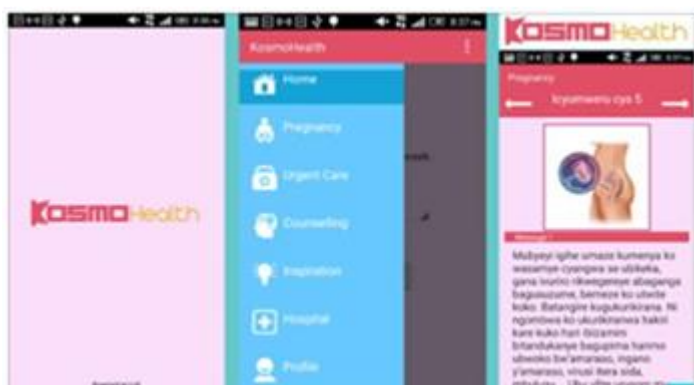 KOSMOHealth
KosmoHealth
Home
Pregnancy
Urgent Care
Counselling
Inspiration
Hospital
Profile
week
KOSMOHealth
Pregnancy
Icyumweru cya 5
Mubyeyi igihe umaze kumenya ko
wasamye cyangwa se ubikeka,
gana ivuriro rikwegereye abaganga
bagusuzume, bemeze ko utwite
koko. Batangire kugukurikirana. Ni
ngombwa ko ukurikiranwa hakiri
kare kuko hari ibizamini
bitandukanye bagupima harimo
ubwoko bw'amaraso, ingano
y'amaraso, virusi itera sida,